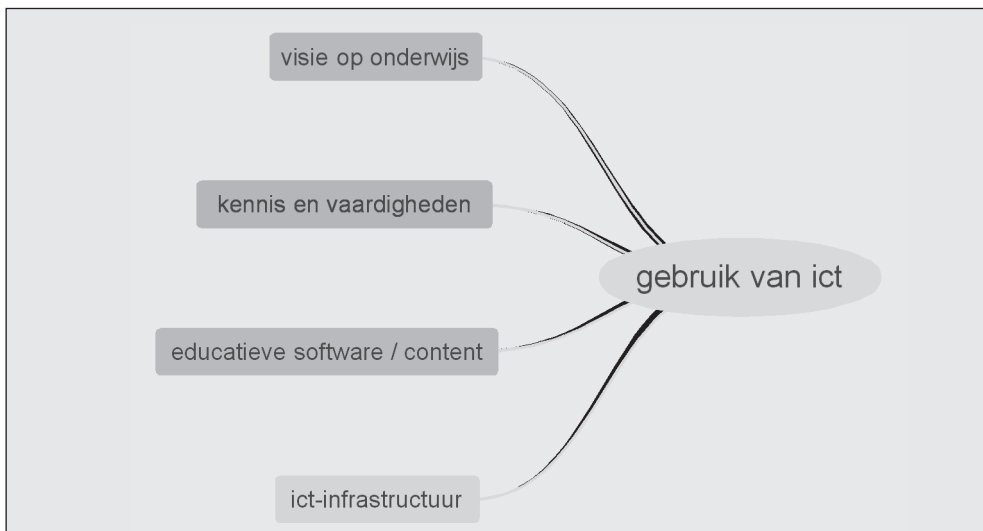 visie op onderwijs
kennis en vaardigheden
gebruik van ict
educatieve software / content
ict-infrastructuur